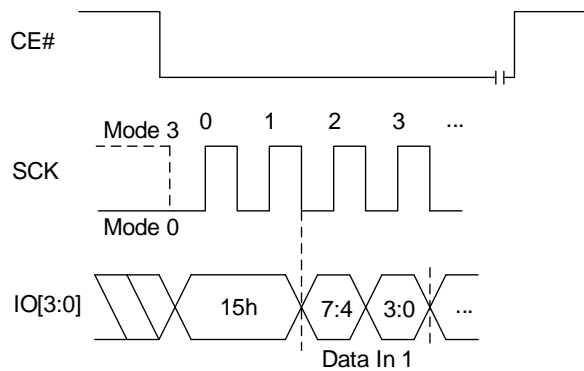 CE#
Mode 3 0 1 2 3 ...
SCK
Mode 0
IO[3:0] 15h 7:4 3:0 ...
Data In 1